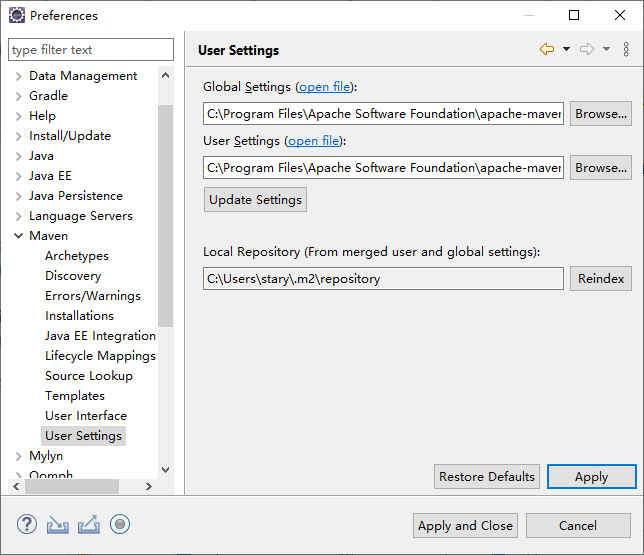 Preferences
type filter text
Data Management
Gradle
Help
Install/Update
Java
Java EE
Java Persistence
Language Servers
Maven
Archetypes
Discovery
Errors/Warnings
Installations
Java EE Integration
Lifecycle Mappings
Source Lookup
Templates
User Interface
User Settings
Mylyn
Oomph
User Settings
Global Settings (open file):
C:\Program Files\Apache Software Foundation\apache-maven
Browse...
User Settings (open file):
C:\Program Files\Apache Software Foundation\apache-maven
Browse...
Update Settings
Local Repository (From merged user and global settings):
C:\Users\stary\.m2\repository
Reindex
Restore Defaults
Apply
Apply and Close
Cancel